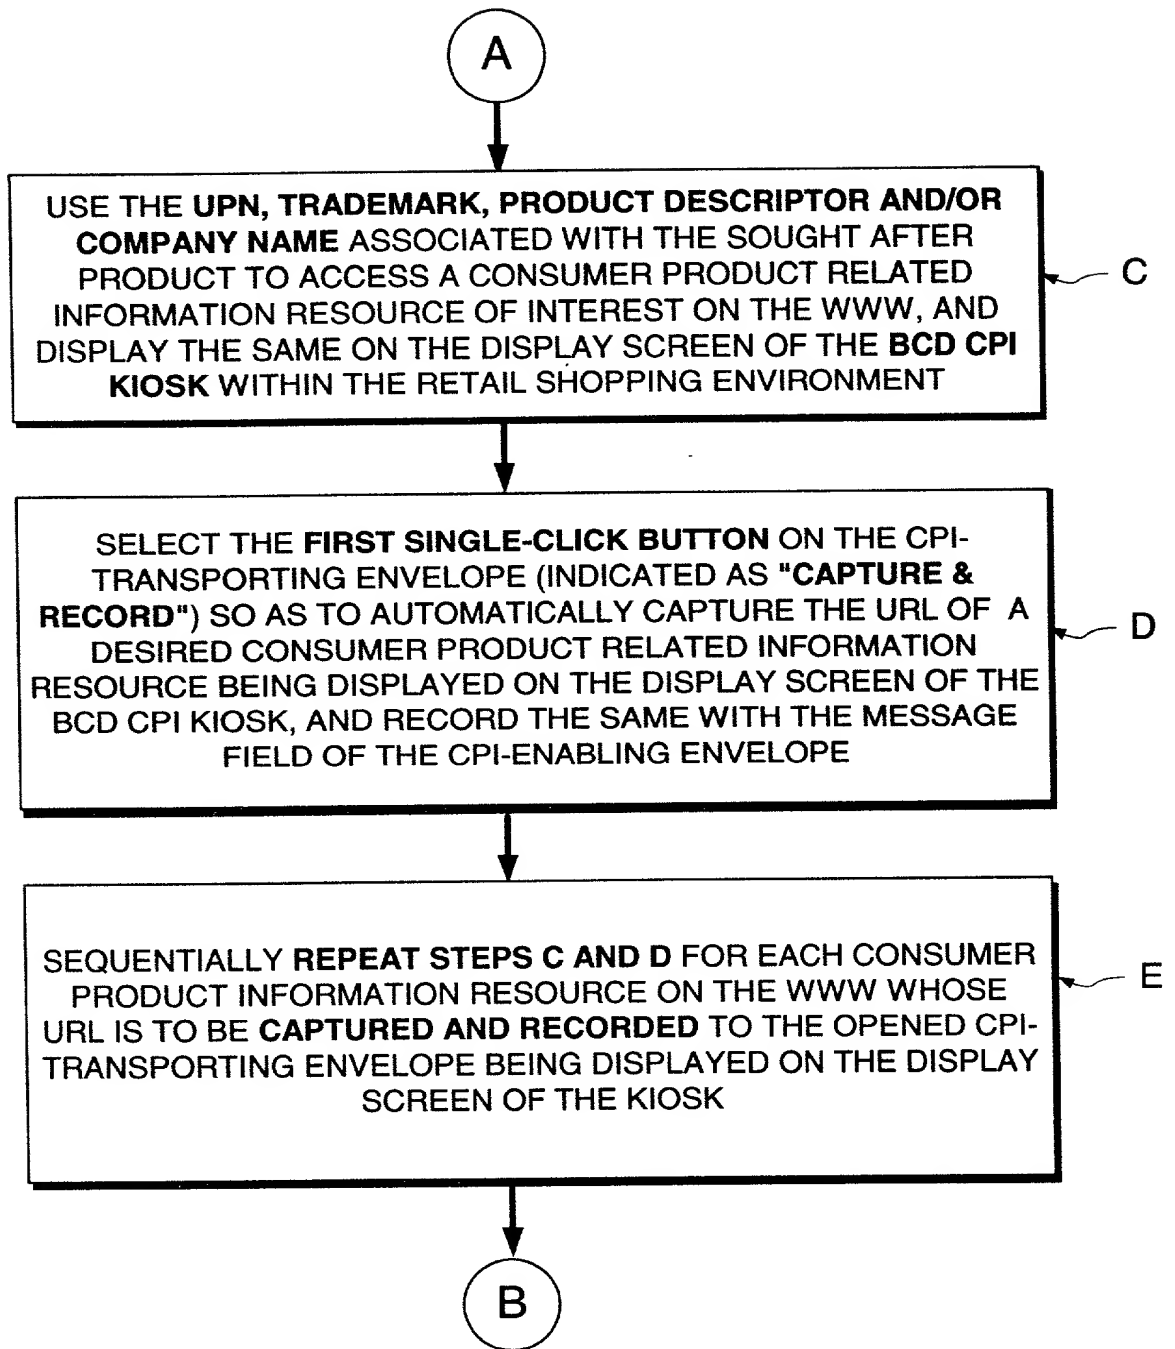 A
USE THE UPN, TRADEMARK, PRODUCT DESCRIPTOR AND/OR
COMPANY NAME ASSOCIATED WITH THE SOUGHT AFTER
PRODUCT TO ACCESS A CONSUMER PRODUCT RELATED
INFORMATION RESOURCE OF INTEREST ON THE WWW, AND
DISPLAY THE SAME ON THE DISPLAY SCREEN OF THE BCD CPI
KIOSK WITHIN THE RETAIL SHOPPING ENVIRONMENT
C
SELECT THE FIRST SINGLE-CLICK BUTTON ON THE CPI-
TRANSPORTING ENVELOPE (INDICATED AS "CAPTURE &
RECORD") SO AS TO AUTOMATICALLY CAPTURE THE URL OF A
DESIRED CONSUMER PRODUCT RELATED INFORMATION
RESOURCE BEING DISPLAYED ON THE DISPLAY SCREEN OF THE
BCD CPI KIOSK, AND RECORD THE SAME WITH THE MESSAGE
FIELD OF THE CPI-ENABLING ENVELOPE
D
SEQUENTIALLY REPEAT STEPS C AND D FOR EACH CONSUMER
PRODUCT INFORMATION RESOURCE ON THE WWW WHOSE
URL IS TO BE CAPTURED AND RECORDED TO THE OPENED CPI-
TRANSPORTING ENVELOPE BEING DISPLAYED ON THE DISPLAY
SCREEN OF THE KIOSK
E
B